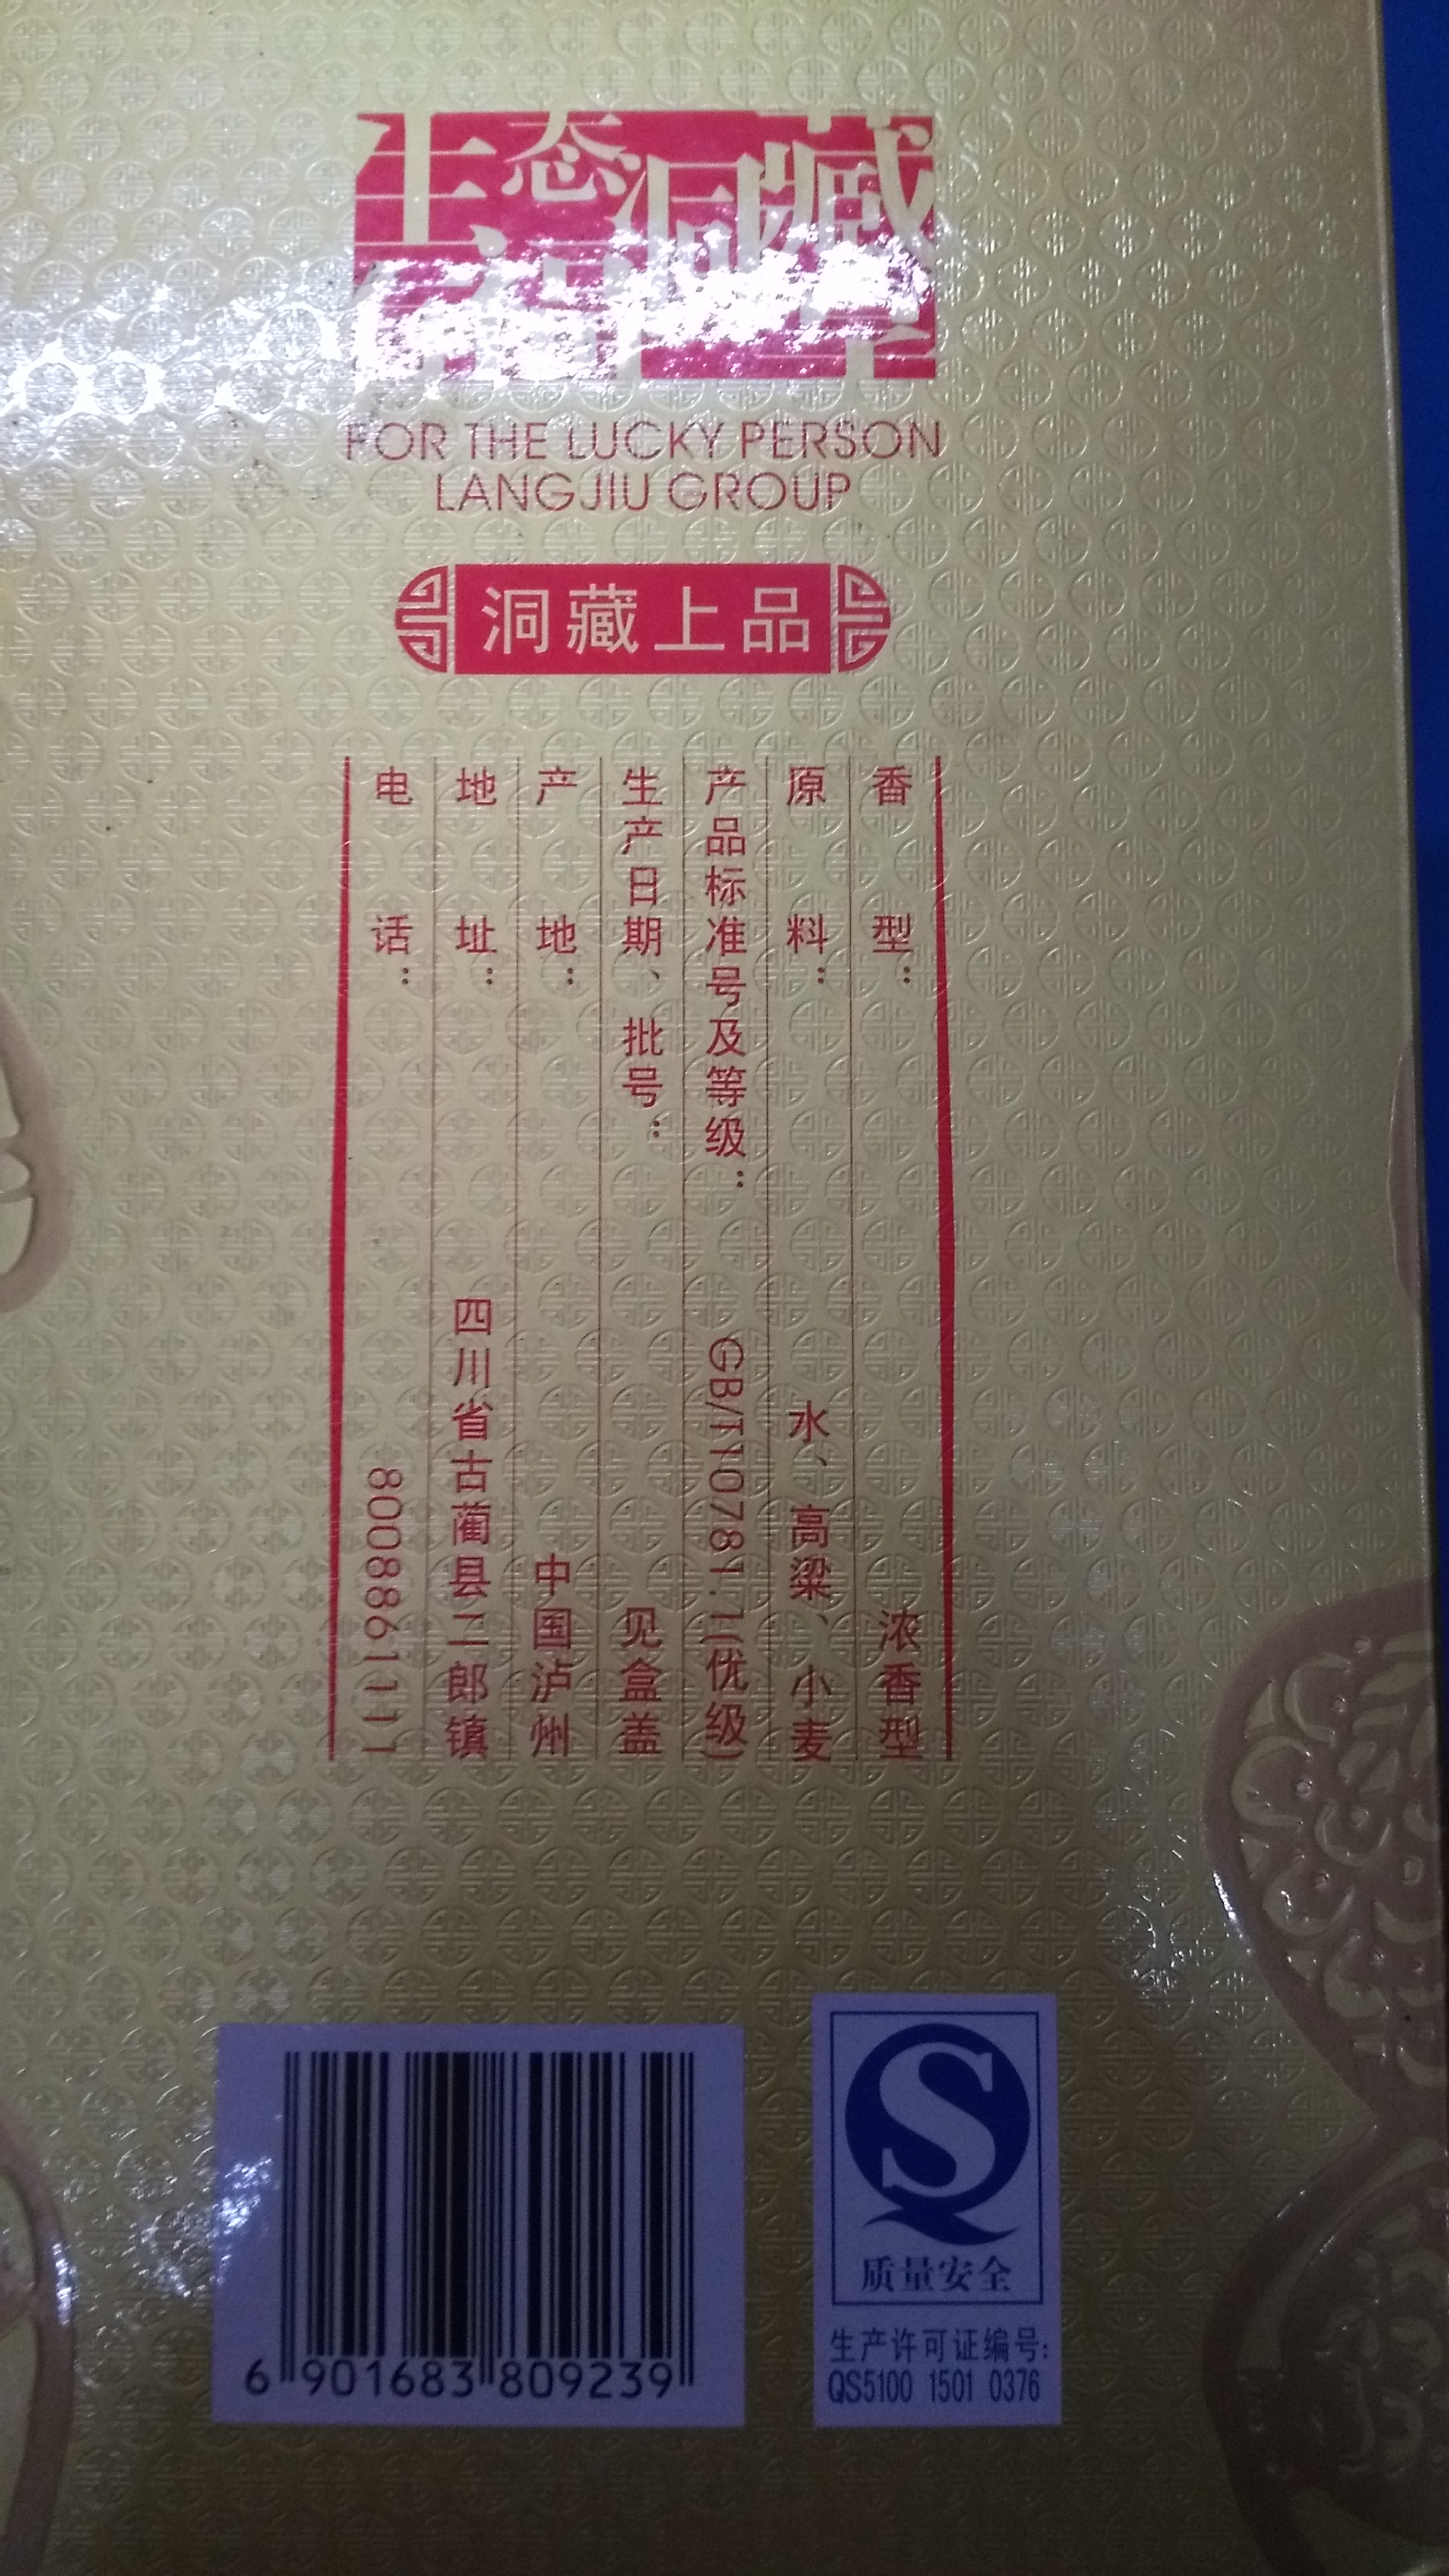 生态洞藏
FOR THE LUCKY PERSON
LANGJIU GROUP
洞藏上品
香型：浓香型
原料：水、高粱、小麦
产品标准号及等级：GB/T10781.1(优级)
生产日期、批号：见盒盖
产地：中国泸州
地址：四川省古蔺县二郎镇
电话：8008861111
6 901683 809239
质量安全
生产许可证编号:
QS5100 1501 0376